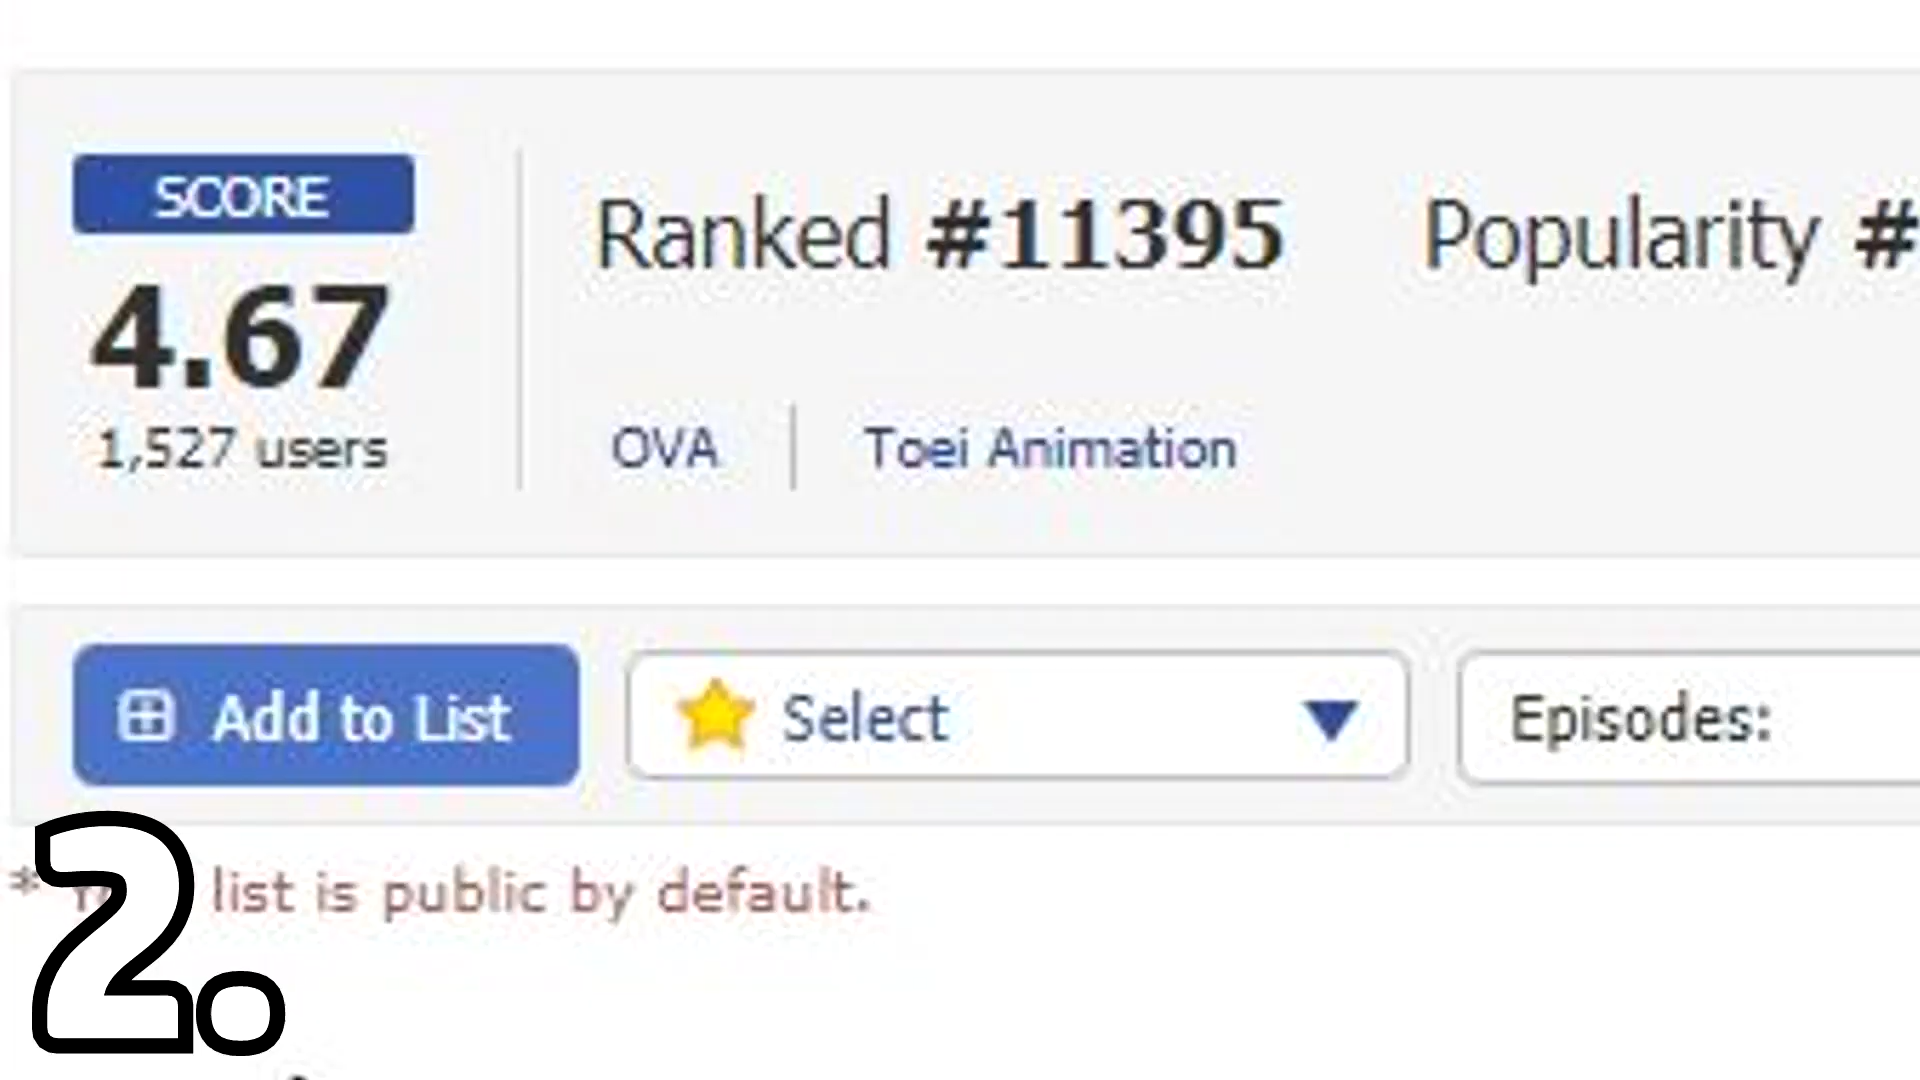 SCORE
4.67
1,527 users
Ranked #11395
Popularity #
OVA
Toei Animation
Add to List
Select
Episodes:
* list is public by default.
2.